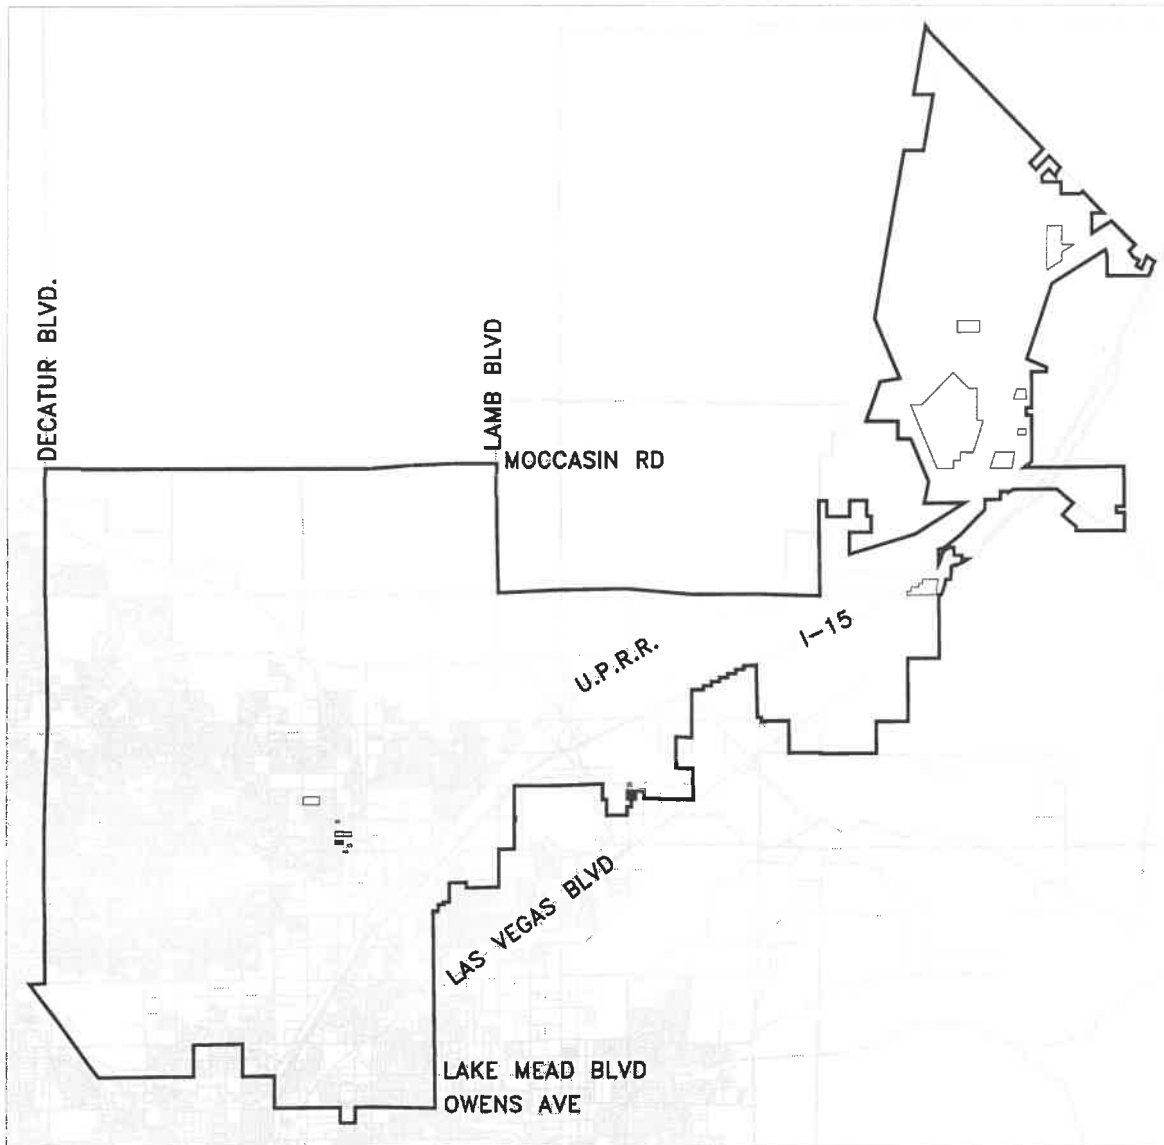 DECATUR BLVD.
LAMB BLVD
MOCCASIN RD
U.P.R.R.
I-15
LAS VEGAS BLVD
LAKE MEAD BLVD
OWENS AVE